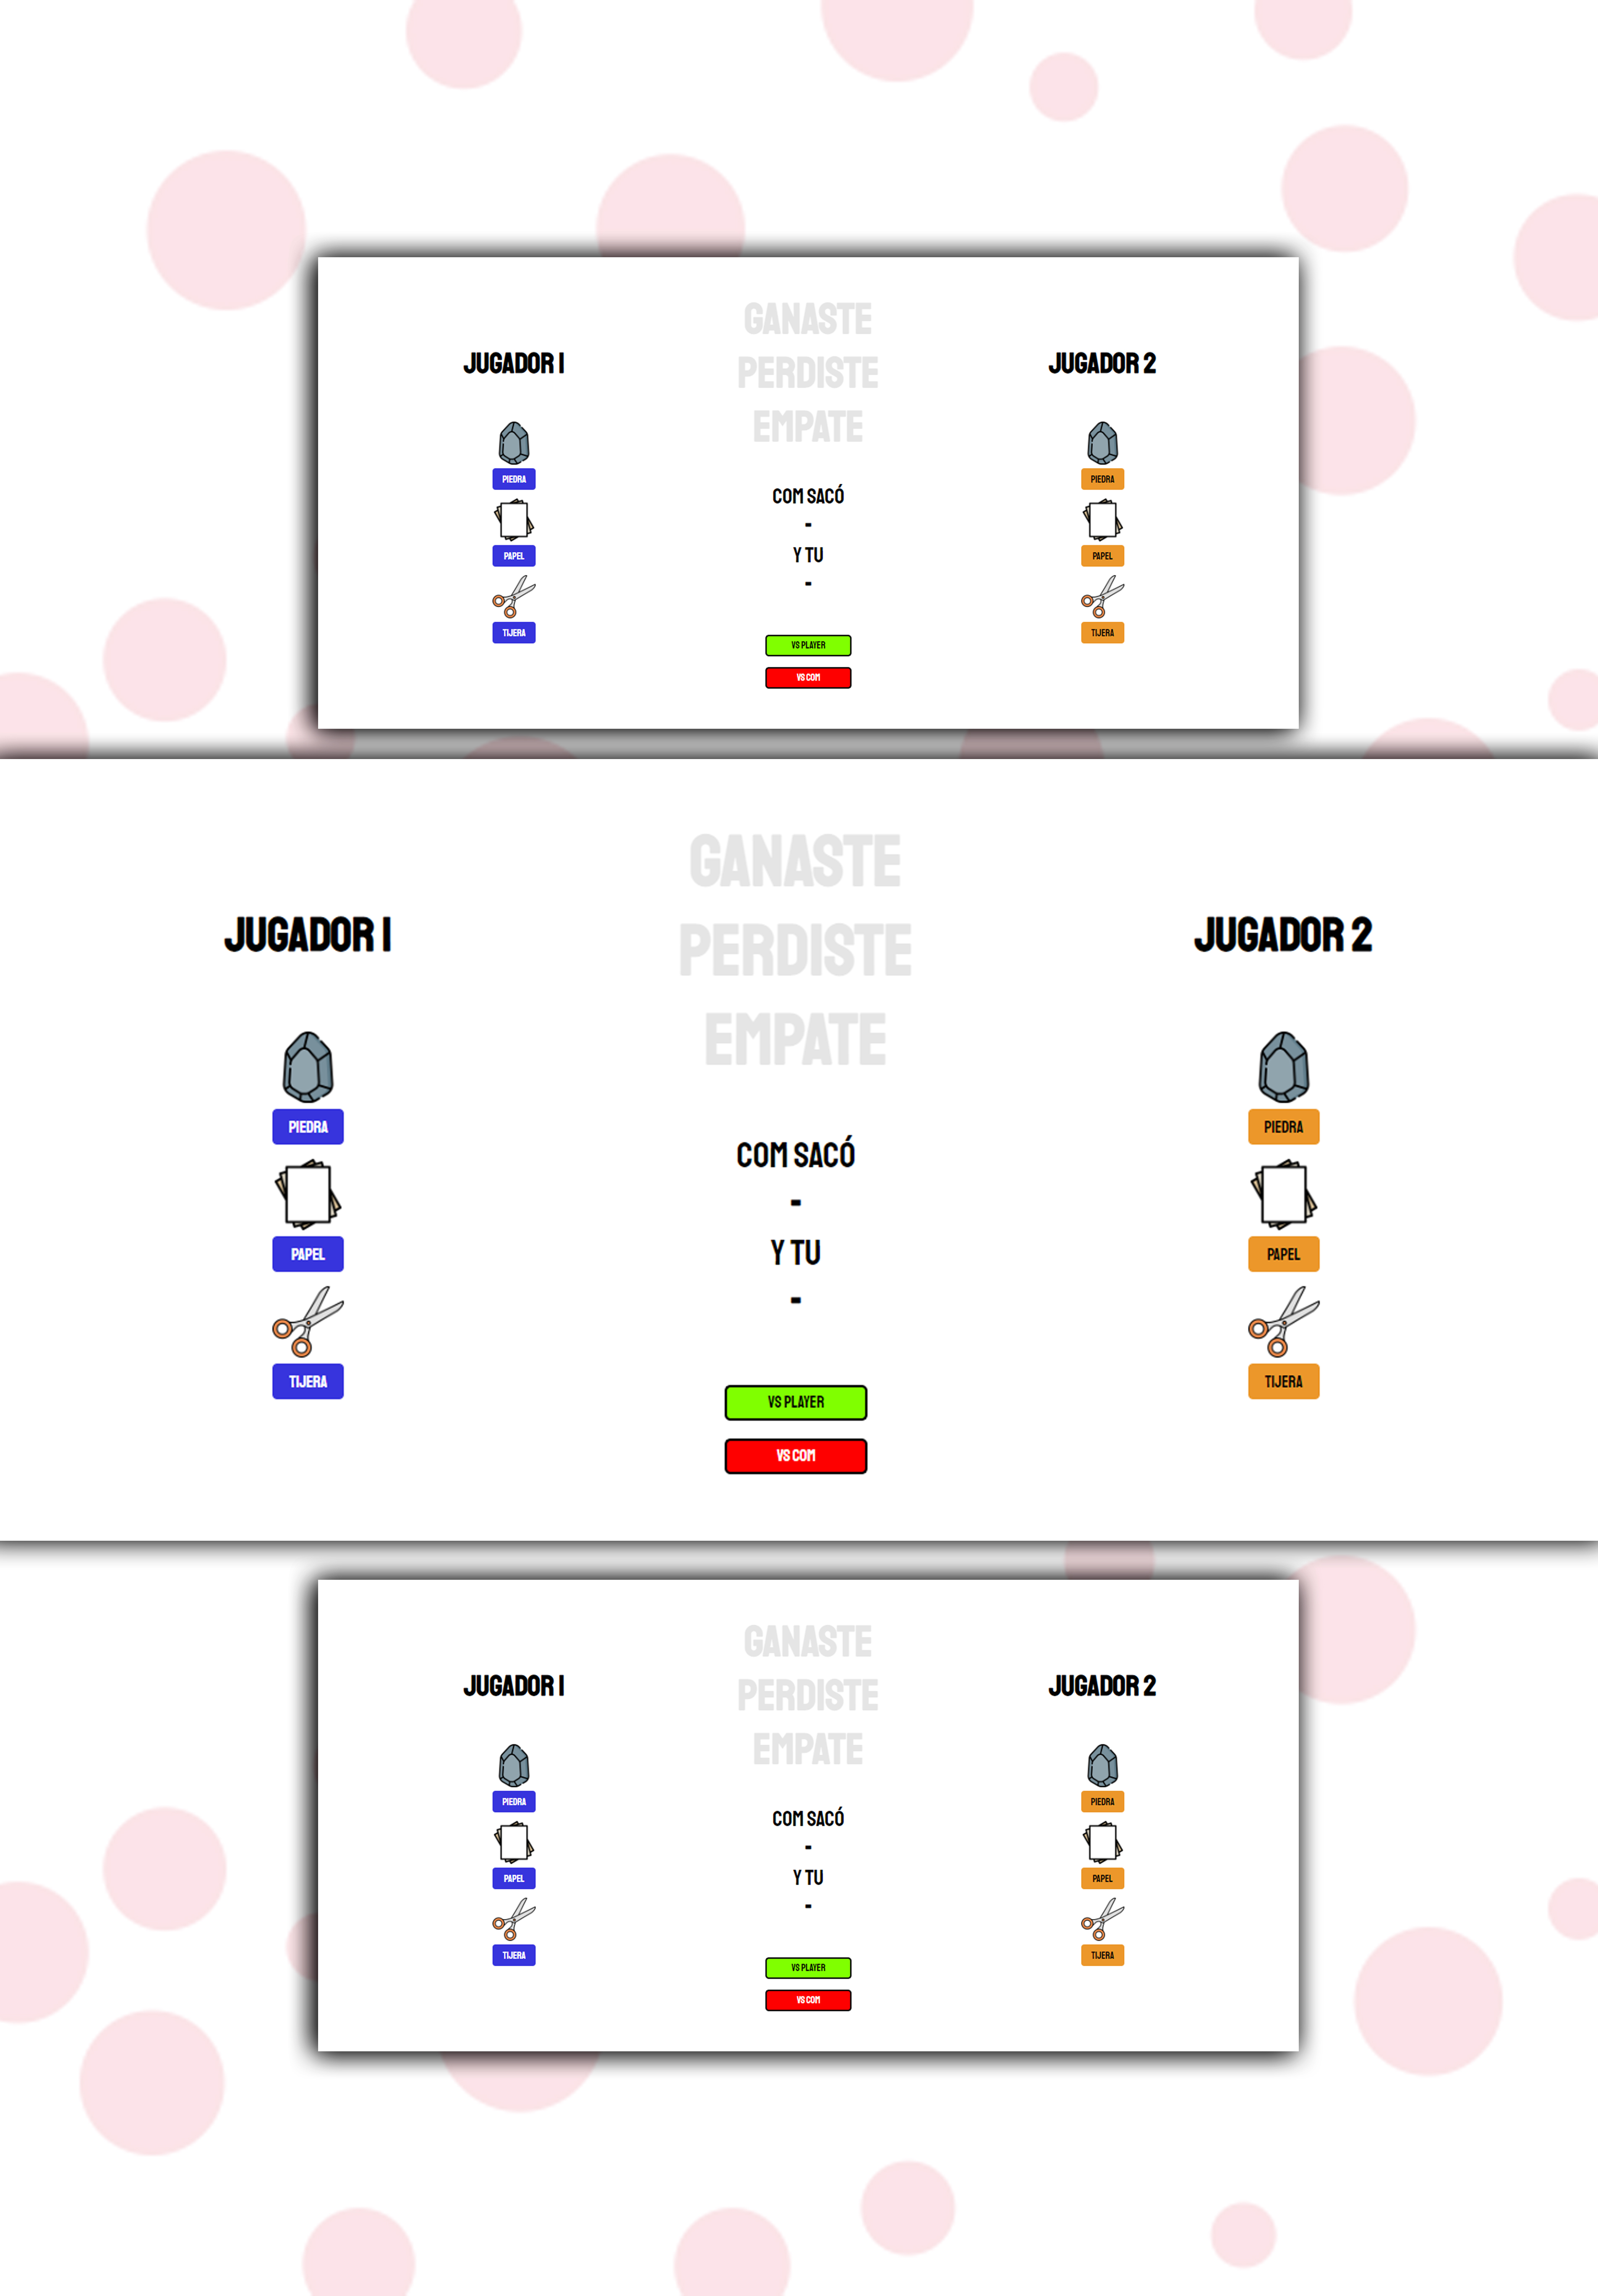 GANASTE
PERDISTE
EMPATE
JUGADOR 1
PIEDRA
PAPEL
TIJERA
COM SACÓ
-
Y TU
-
VS PLAYER
VS COM
JUGADOR 2
PIEDRA
PAPEL
TIJERA
GANASTE
PERDISTE
EMPATE
JUGADOR 1
PIEDRA
PAPEL
TIJERA
COM SACÓ
-
Y TU
-
VS PLAYER
VS COM
JUGADOR 2
PIEDRA
PAPEL
TIJERA
GANASTE
PERDISTE
EMPATE
JUGADOR 1
PIEDRA
PAPEL
TIJERA
COM SACÓ
-
Y TU
-
VS PLAYER
VS COM
JUGADOR 2
PIEDRA
PAPEL
TIJERA